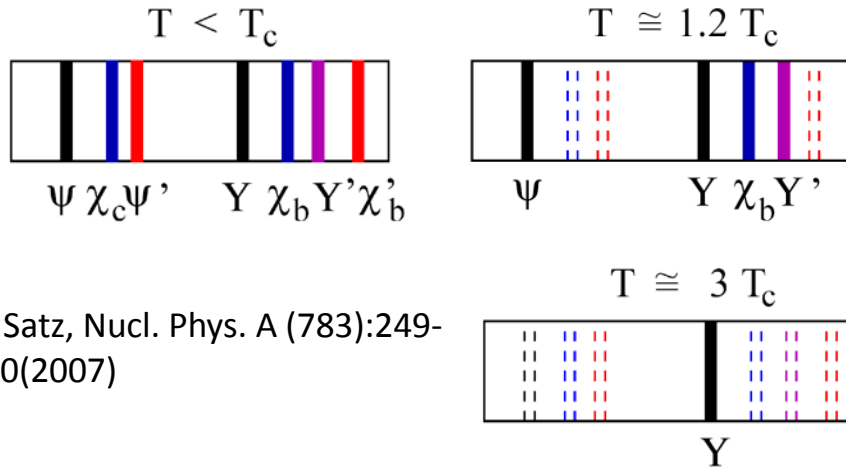 T < T_c
ψ χ_c ψ' Υ χ_b Υ' χ'_b
T ≅ 1.2 T_c
ψ Υ χ_b Υ'
T ≅ 3 T_c
Υ
Satz, Nucl. Phys. A (783):249-
0(2007)